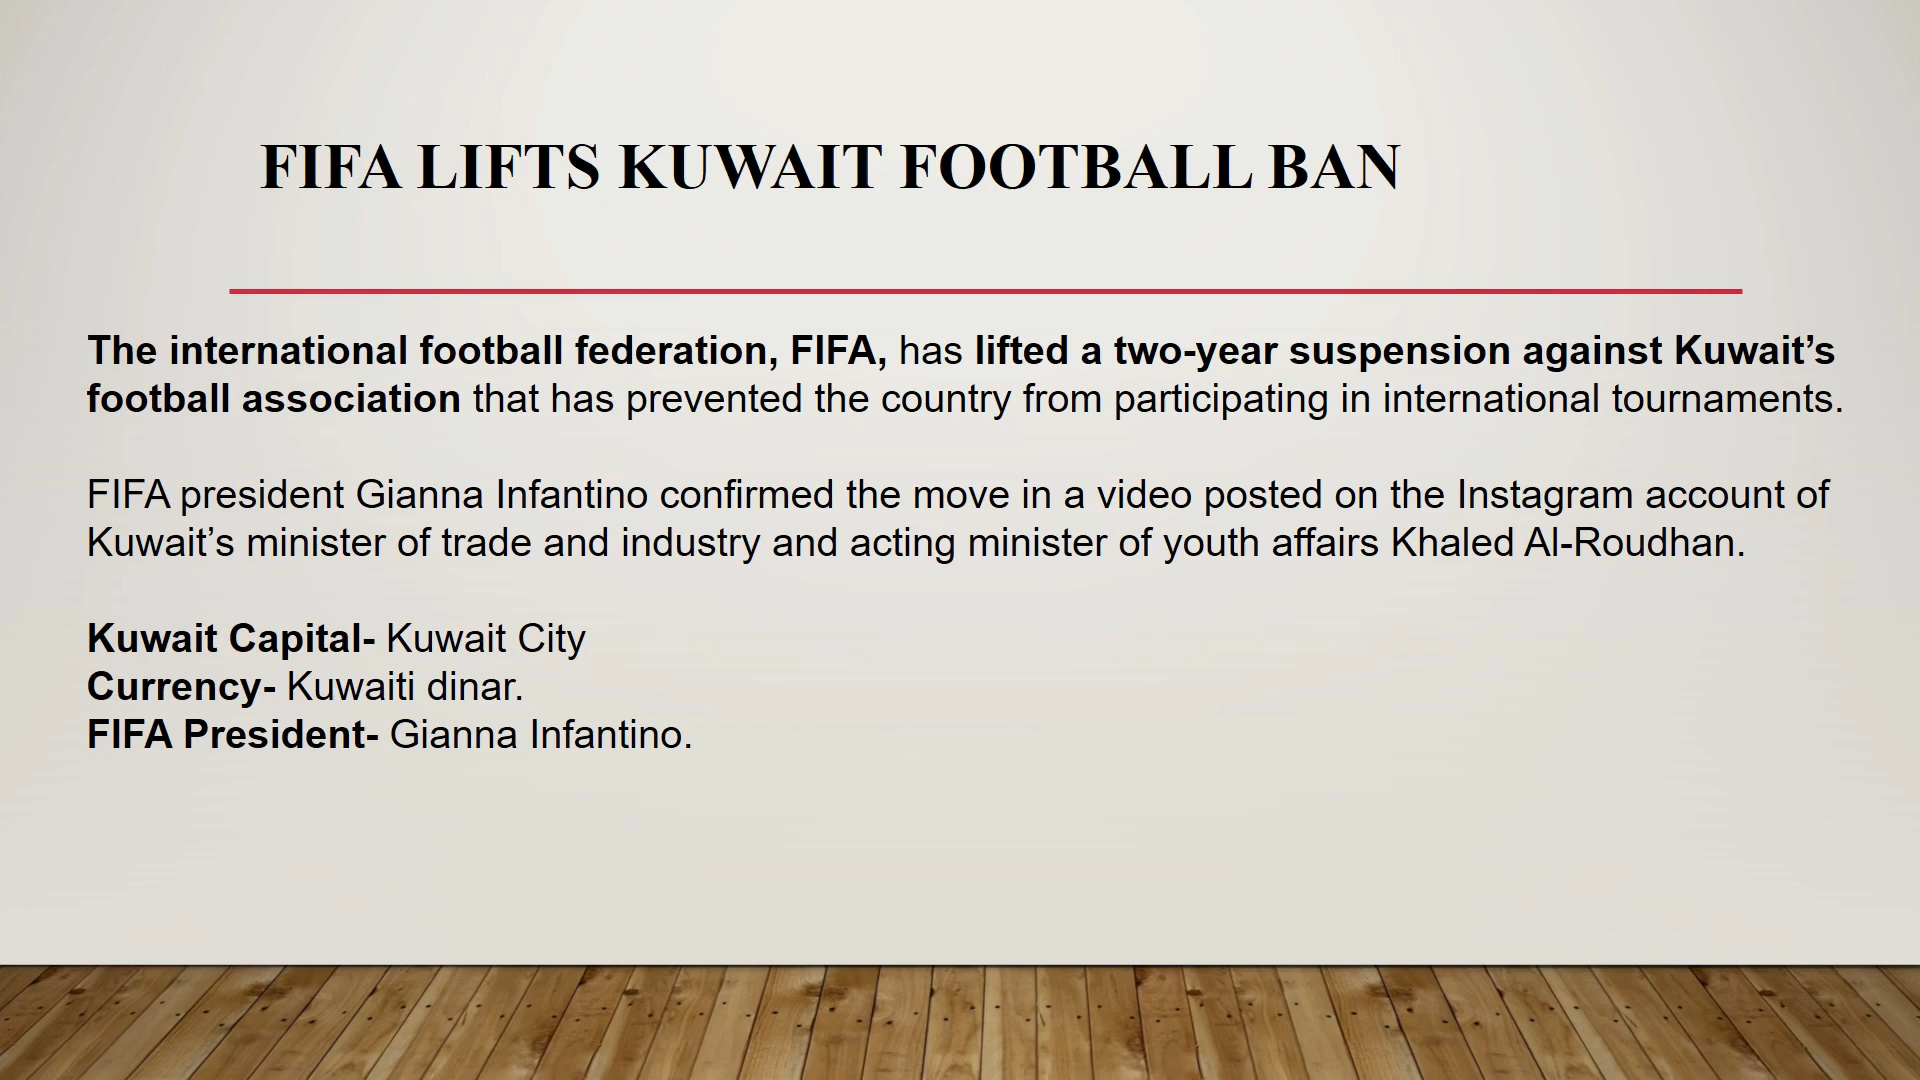 FIFA LIFTS KUWAIT FOOTBALL BAN
The international football federation, FIFA, has lifted a two-year suspension against Kuwait’s
football association that has prevented the country from participating in international tournaments.
FIFA president Gianna Infantino confirmed the move in a video posted on the Instagram account of
Kuwait’s minister of trade and industry and acting minister of youth affairs Khaled Al-Roudhan.
Kuwait Capital- Kuwait City
Currency- Kuwaiti dinar.
FIFA President- Gianna Infantino.